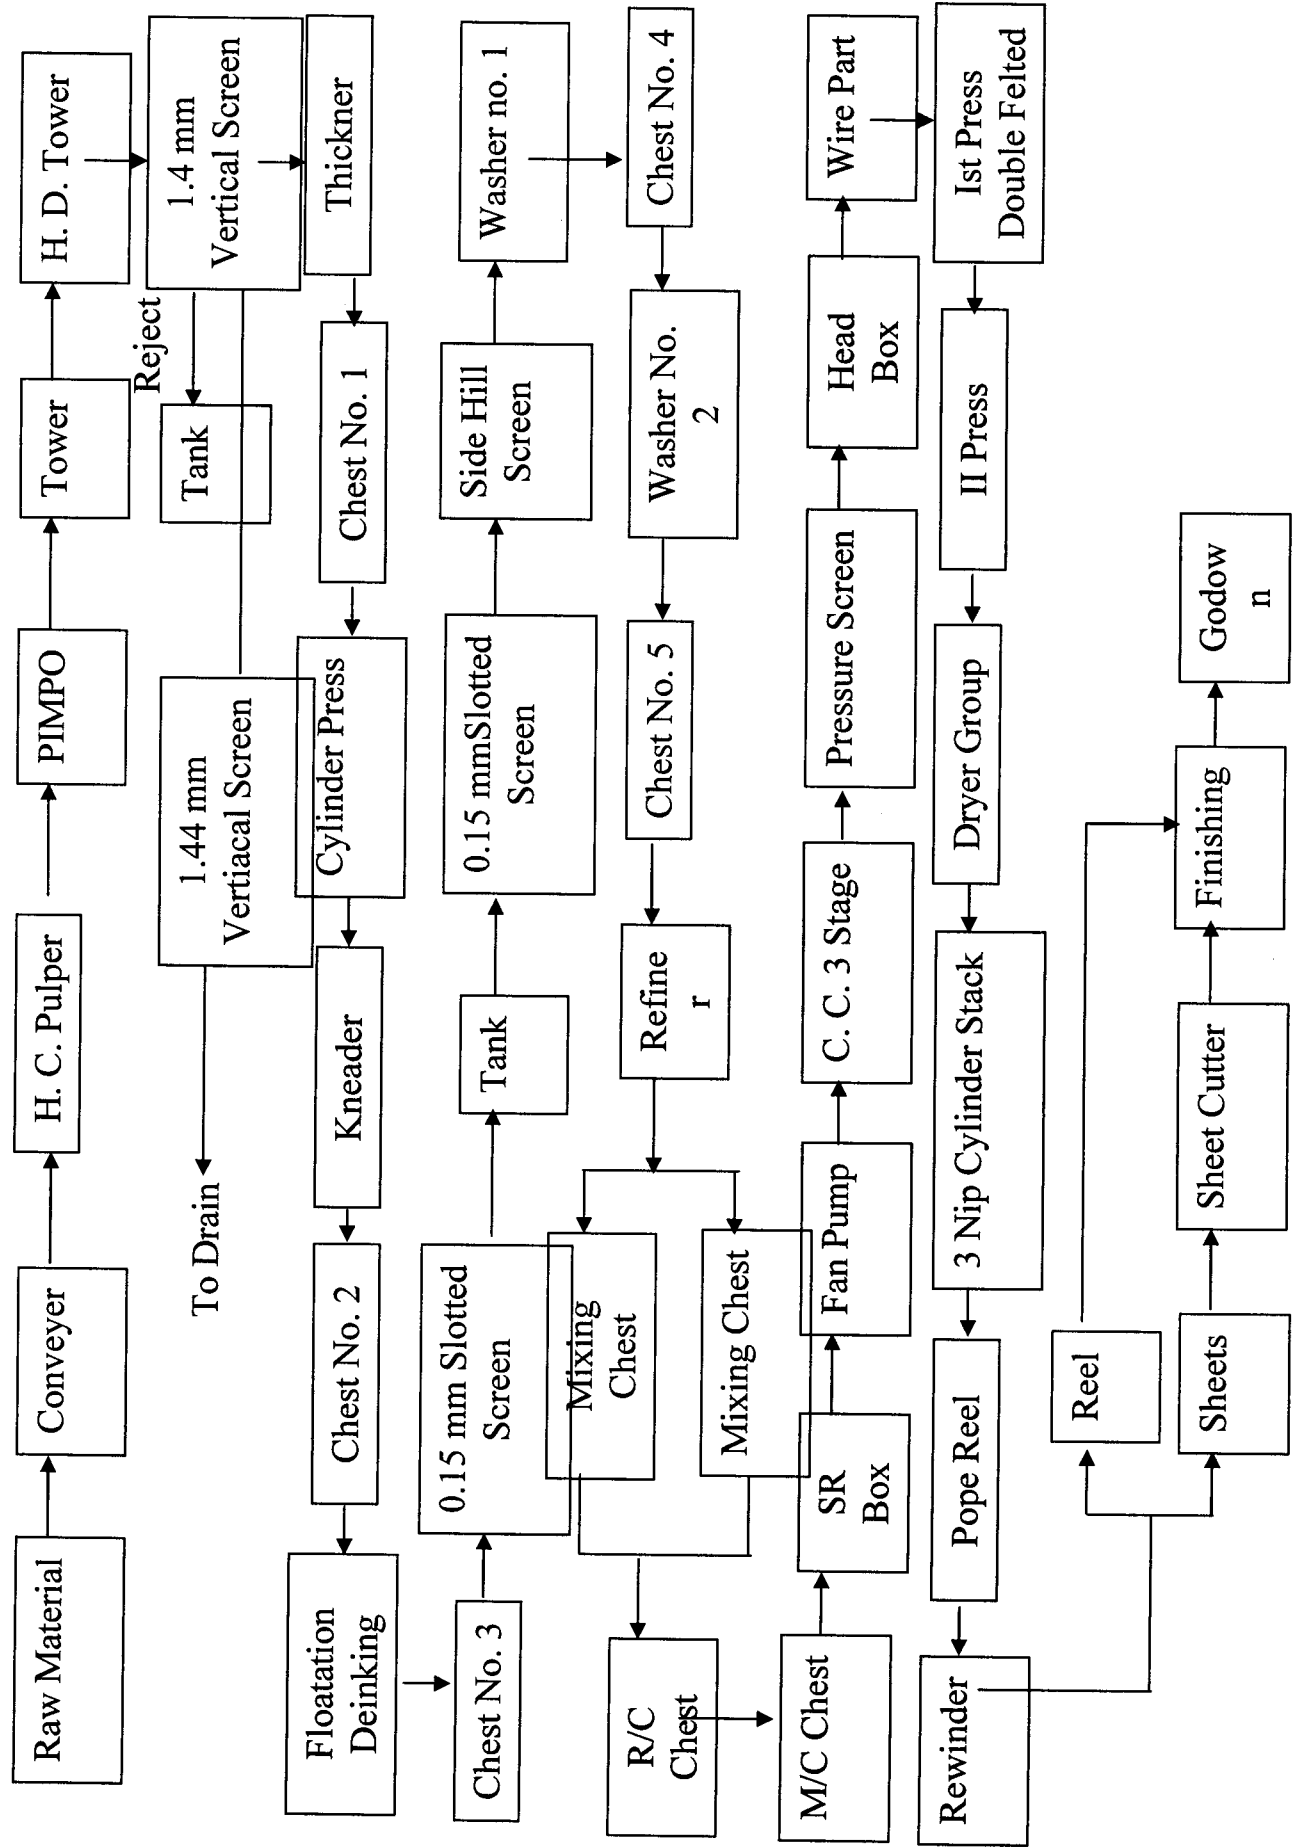 Raw Material
Conveyer
H. C. Pulper
PIMPO
Tower
H. D. Tower
To Drain
1.44 mm
Vertiacal Screen
Tank
Reject
1.4 mm
Vertical Screen
Floatation
Deinking
Chest No. 2
Kneader
Cylinder Press
Chest No. 1
Thickner
Chest No. 3
0.15 mm Slotted
Screen
Tank
0.15 mmSlotted
Screen
Side Hill
Screen
Washer no. 1
R/C
Chest
Mixing
Chest
Mixing Chest
Refine
r
Chest No. 5
Washer No.
2
Chest No. 4
M/C Chest
SR
Box
Fan Pump
C. C. 3 Stage
Pressure Screen
Head
Box
Wire Part
Rewinder
Pope Reel
3 Nip Cylinder Stack
Dryer Group
II Press
Ist Press
Double Felted
Reel
Sheets
Sheet Cutter
Finishing
Godow
n